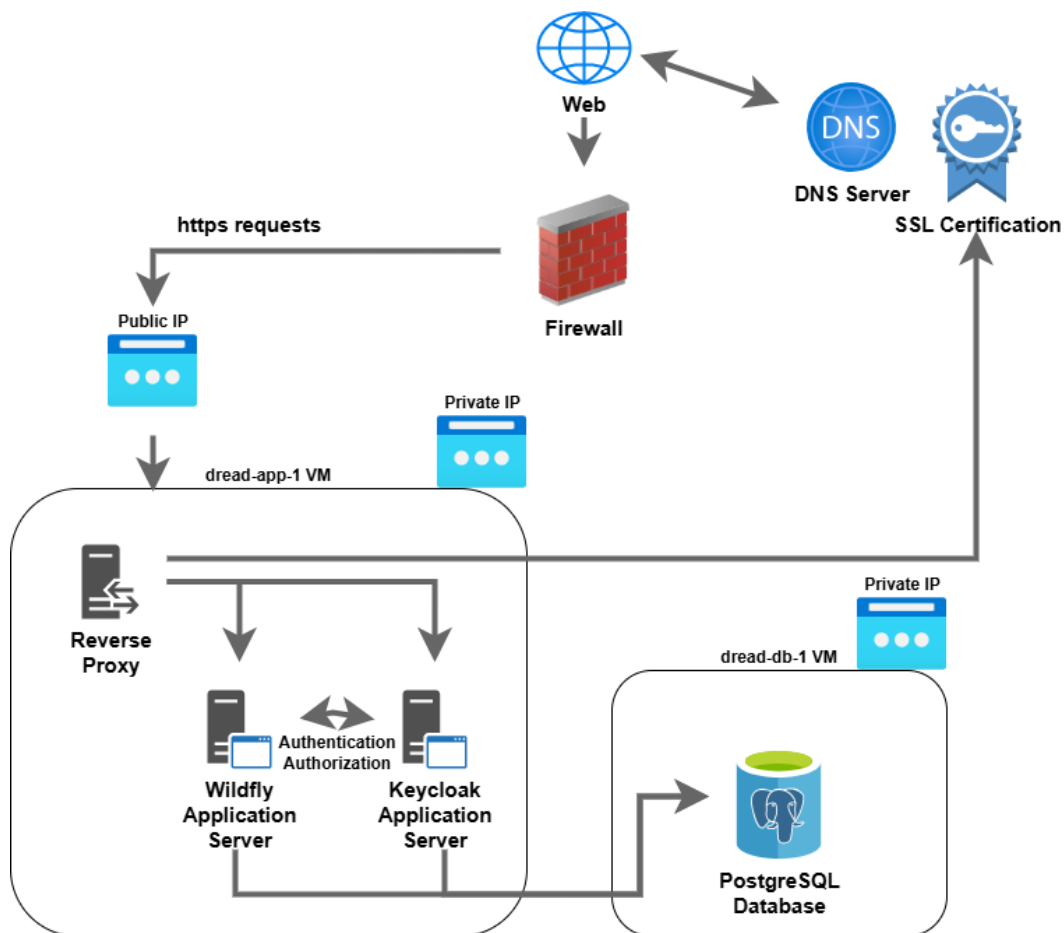 Web
DNS
DNS Server
SSL Certification
https requests
Firewall
Public IP
Private IP
dread-app-1 VM
Reverse
Proxy
Private IP
dread-db-1 VM
Authentication
Authorization
Wildfly
Application
Server
Keycloak
Application
Server
PostgreSQL
Database